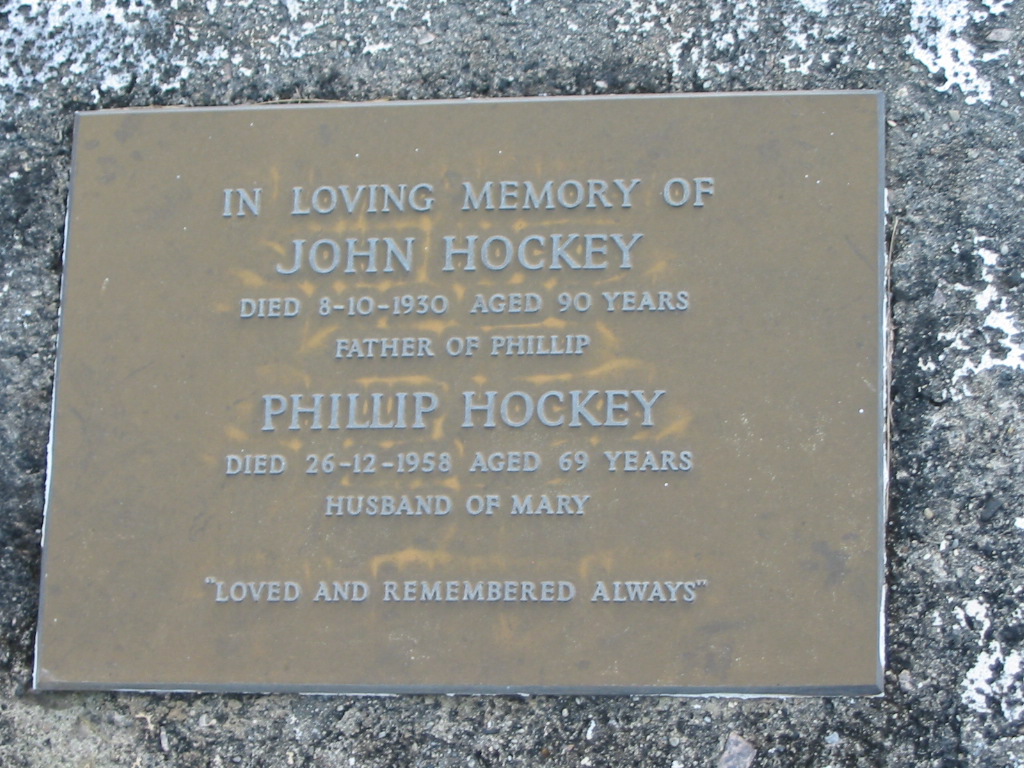 IN LOVING MEMORY OF
JOHN HOCKEY
DIED 8-10-1930 AGED 90 YEARS
FATHER OF PHILLIP
PHILLIP HOCKEY
DIED 26-12-1958 AGED 69 YEARS
HUSBAND OF MARY
"LOVED AND REMEMBERED ALWAYS"